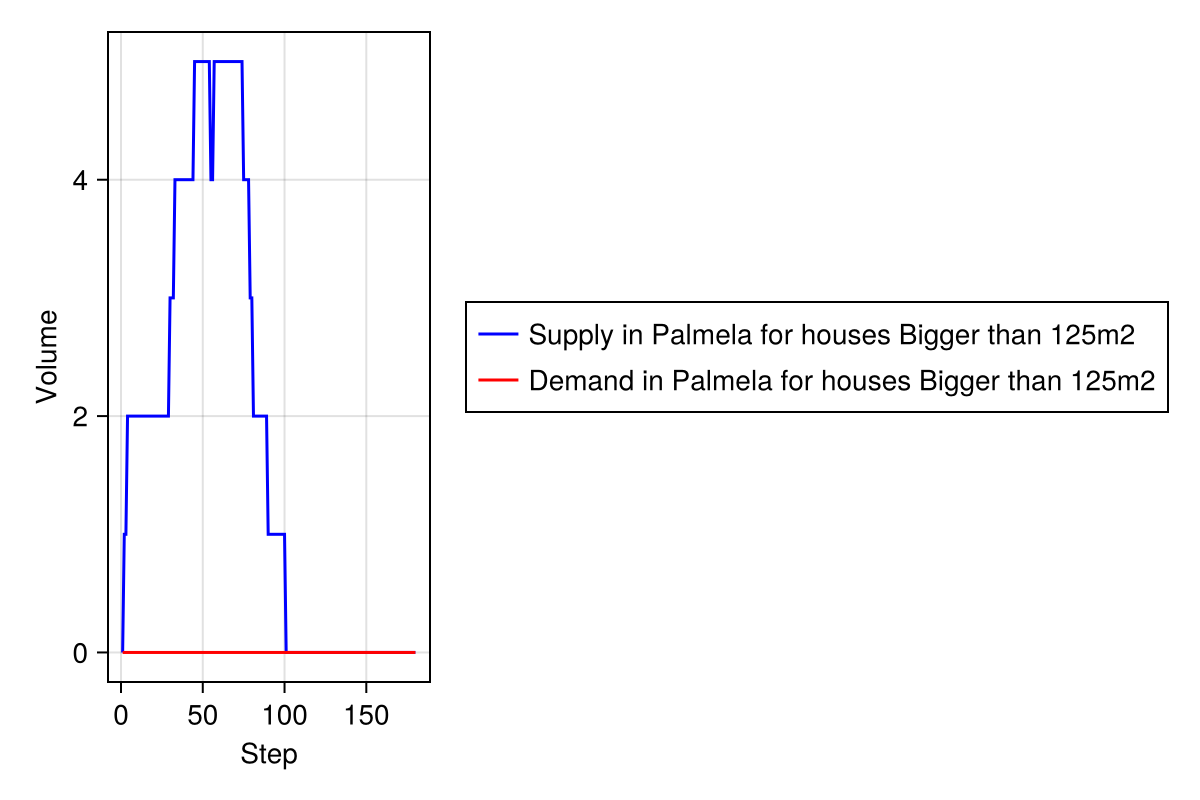 Volume
4
2
0
0 50 100 150
Step
Supply in Palmela for houses Bigger than 125m2
Demand in Palmela for houses Bigger than 125m2